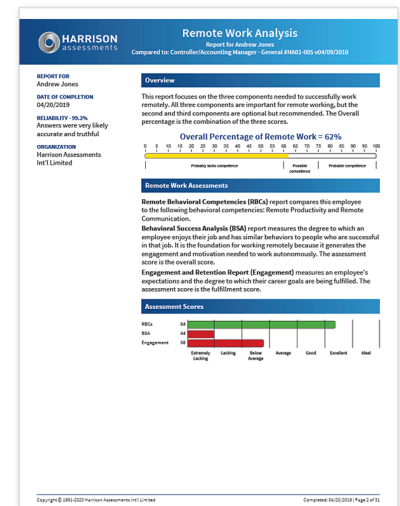 HARRISON
assessments
Remote Work Analysis
Report for Andrew Jones
Compared to: Controller/Accounting Manager - General #HA01-005 v04/09/2010
REPORT FOR
Andrew Jones
DATE OF COMPLETION
04/20/2019
RELIABILITY - 99.2%
Answers were very likely
accurate and truthful
ORGANIZATION
Harrison Assessments
Int'l Limited
Overview
This report focuses on the three components needed to successfully work
remotely. All three components are important for remote working, but the
second and third components are optional but recommended. The Overall
percentage is the combination of the three scores.
Overall Percentage of Remote Work = 62%
0 5 10 15 20 25 30 35 40 45 50 55 60 65 70 75 80 85 90 95 100
Probably lacks competence
Possible
competence
Probable competence
Remote Work Assessments
Remote Behavioral Competencies (RBCs) report compares this employee
to the following behavioral competencies: Remote Productivity and Remote
Communication.
Behavioral Success Analysis (BSA) report measures the degree to which an
employee enjoys their job and has similar behaviors to people who are successful
in that job. It is the foundation for working remotely because it generates the
engagement and motivation needed to work autonomously. The assessment
score is the overall score.
Engagement and Retention Report (Engagement) measures an employee's
expectations and the degree to which their career goals are being fulfilled. The
assessment score is the fulfillment score.
Assessment Scores
RBCs 84
BSA 44
Engagement 58
Extremely
Lacking
Lacking
Below
Average
Average
Good
Excellent
Ideal
Copyright © 1991-2020 Harrison Assessments Int'l Limited
Completed: 04/20/2019 | Page 2 of 31